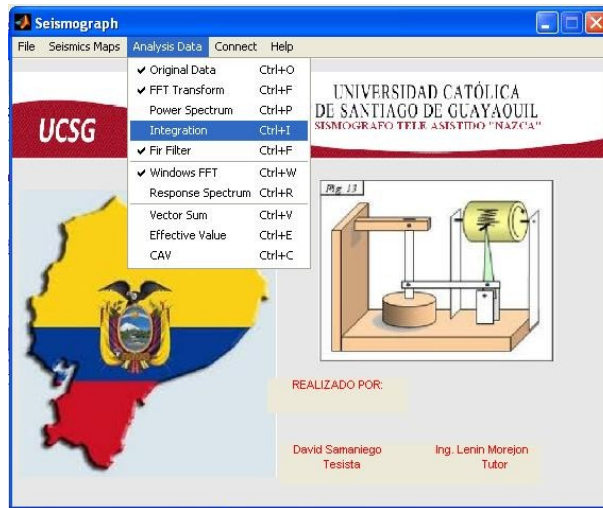 Seismograph
File Seismics Maps Analysis Data Connect Help
Original Data Ctrl+O
FFT Transform Ctrl+F
Power Spectrum Ctrl+P
Integration Ctrl+I
Fir Filter Ctrl+F
Windows FFT Ctrl+W
Response Spectrum Ctrl+R
Vector Sum Ctrl+V
Effective Value Ctrl+E
CAV Ctrl+C
UCSG
UNIVERSIDAD CATÓLICA
DE SANTIAGO DE GUAYAQUIL
SISMOGRAFO TELE ASISTIDO "NAZCA"
Fig 13
REALIZADO POR:
David Samaniego Ing. Lenin Morejon
Tesista Tutor